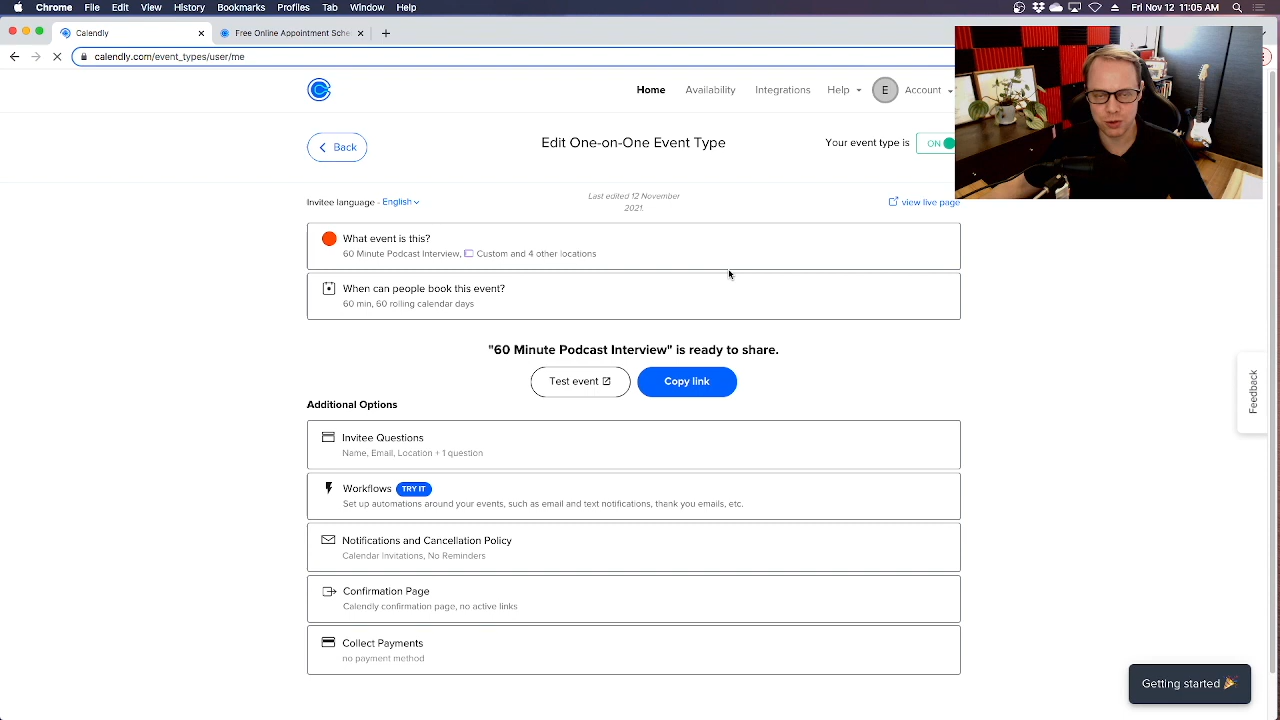 Chrome File Edit View History Bookmarks Profiles Tab Window Help Fri Nov 12 11:05 AM
Calendly × Free Online Appointment Sche × +
calendly.com/event_types/user/me
Home Availability Integrations Help E Account
Back
Edit One-on-One Event Type
Your event type is ON
Invitee language - English
Last edited 12 November
2021.
view live page
What event is this?
60 Minute Podcast Interview, Custom and 4 other locations
When can people book this event?
60 min, 60 rolling calendar days
"60 Minute Podcast Interview" is ready to share.
Test event Copy link
Additional Options
Invitee Questions
Name, Email, Location + 1 question
Workflows TRY IT
Set up automations around your events, such as email and text notifications, thank you emails, etc.
Notifications and Cancellation Policy
Calendar Invitations, No Reminders
Confirmation Page
Calendly confirmation page, no active links
Collect Payments
no payment method
Feedback
Getting started 🎉